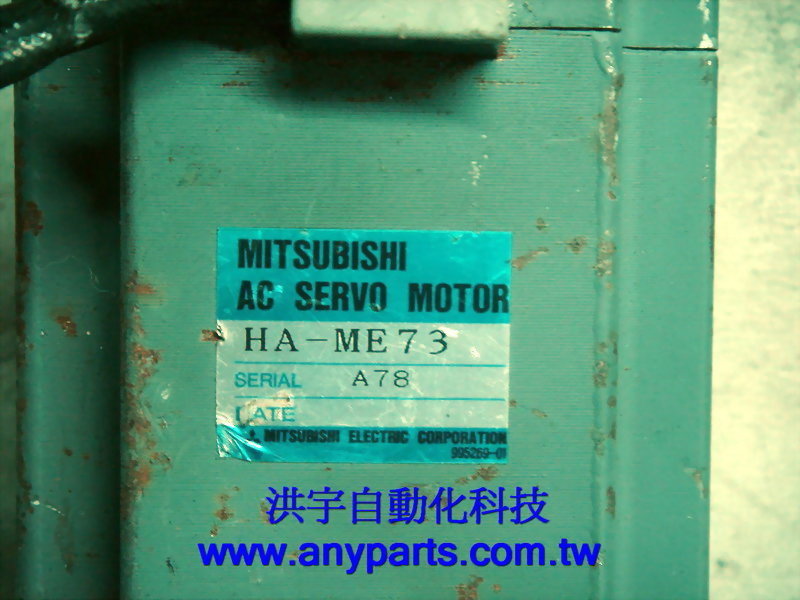 MITSUBISHI
AC SERVO MOTOR
HA-ME73
SERIAL A78
DATE
MITSUBISHI ELECTRIC CORPORATION
995269-01
洪宇自動化科技
www.anyparts.com.tw